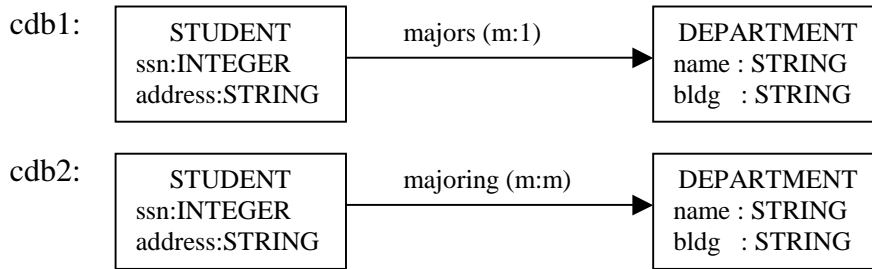 cdb1:
STUDENT
ssn:INTEGER
address:STRING
majors (m:1)
DEPARTMENT
name : STRING
bldg : STRING
cdb2:
STUDENT
ssn:INTEGER
address:STRING
majoring (m:m)
DEPARTMENT
name : STRING
bldg : STRING